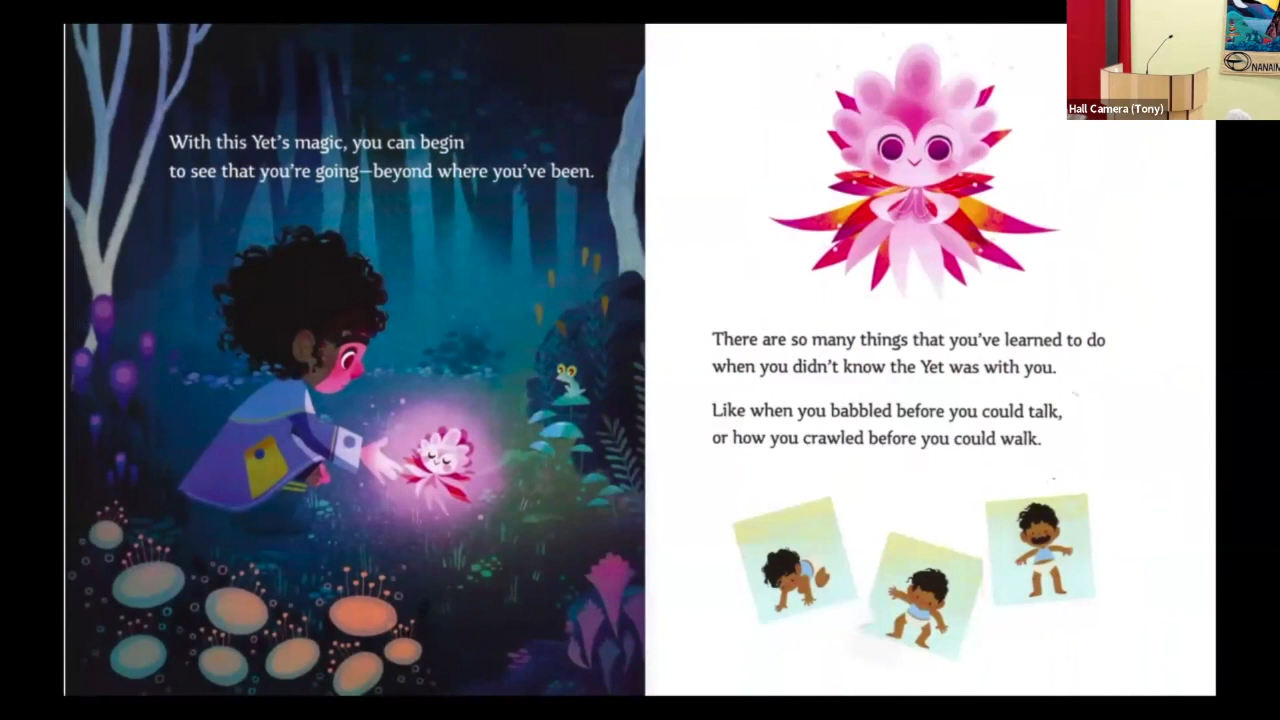 With this Yet’s magic, you can begin
to see that you’re going—beyond where you’ve been.
There are so many things that you’ve learned to do
when you didn’t know the Yet was with you.
Like when you babbled before you could talk,
or how you crawled before you could walk.
Hall Camera (Tony)